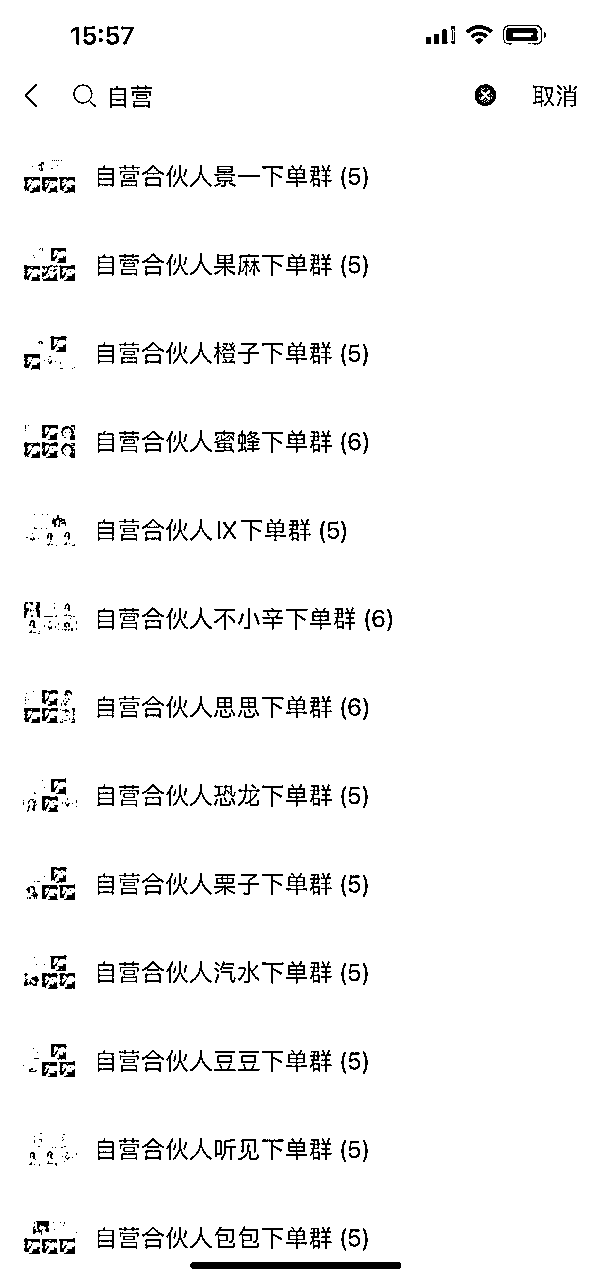 15:57
自营
取消
自营合伙人景一下单群 (5)
自营合伙人果麻下单群 (5)
自营合伙人橙子下单群 (5)
自营合伙人蜜蜂下单群 (6)
自营合伙人IX下单群 (5)
自营合伙人不小辛下单群 (6)
自营合伙人思思下单群 (6)
自营合伙人恐龙下单群 (5)
自营合伙人栗子下单群 (5)
自营合伙人汽水下单群 (5)
自营合伙人豆豆下单群 (5)
自营合伙人听见下单群 (5)
自营合伙人包包下单群 (5)